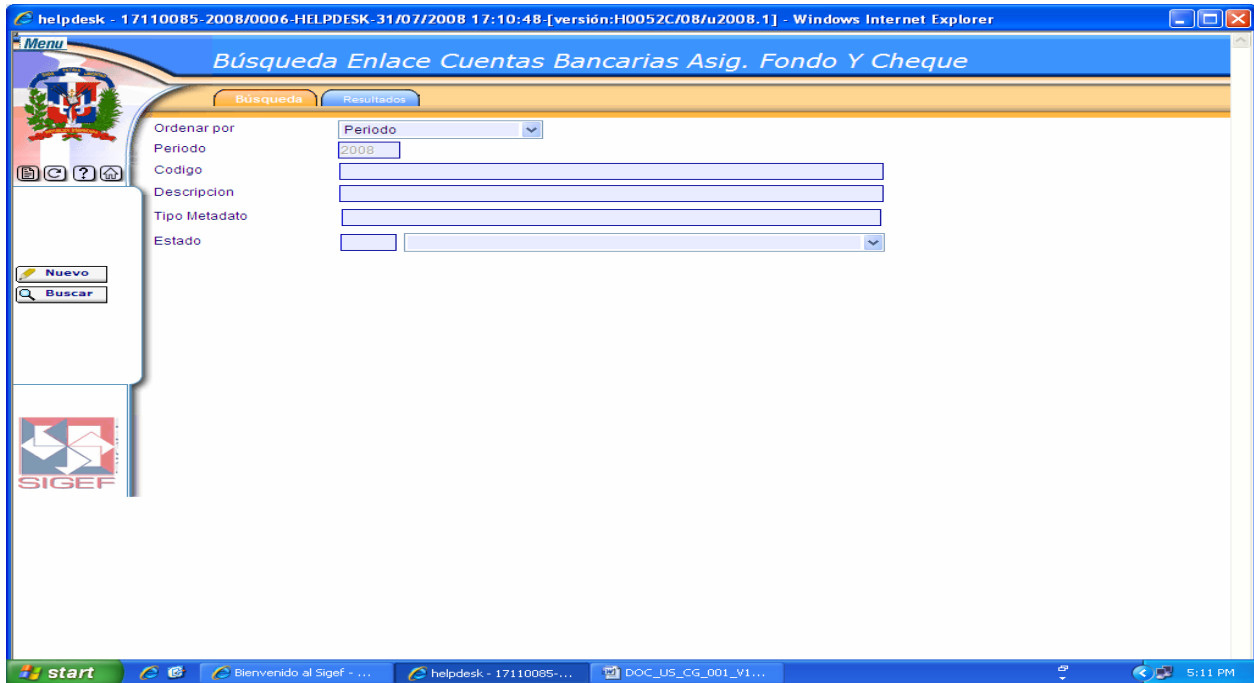 helpdesk - 17110085-2008/0006-HELPDESK-31/07/2008 17:10:48-[versión:H0052C/08/u2008.1] - Windows Internet Explorer
Menu
Búsqueda Enlace Cuentas Bancarias Asig. Fondo Y Cheque
Búsqueda Resultados
Ordenar por Periodo
Periodo 2008
Codigo
Descripcion
Tipo Metadato
Estado
Nuevo
Buscar
SIGEF
start Bienvenido al Sigef - ... helpdesk - 17110085-... DOC_US_CG_001_V1... 5:11 PM